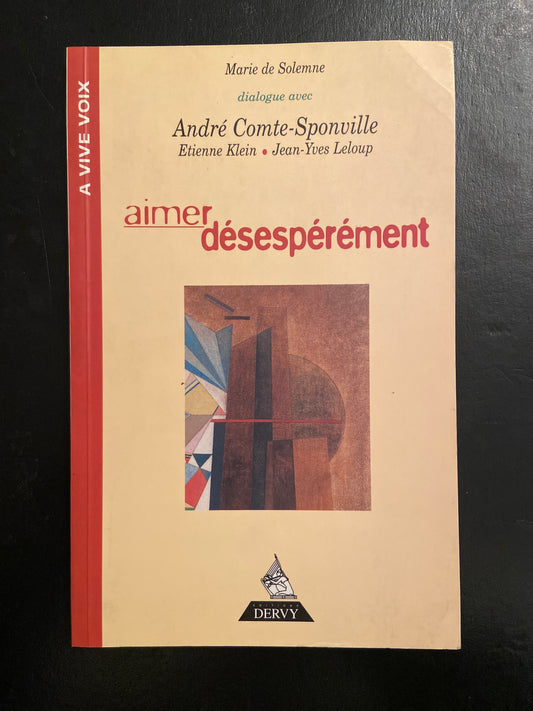 A VIVE VOIX
Marie de Solemne
dialogue avec
André Comte-Sponville
Etienne Klein • Jean-Yves Leloup
aimer
désespérément
éditions
DERVY